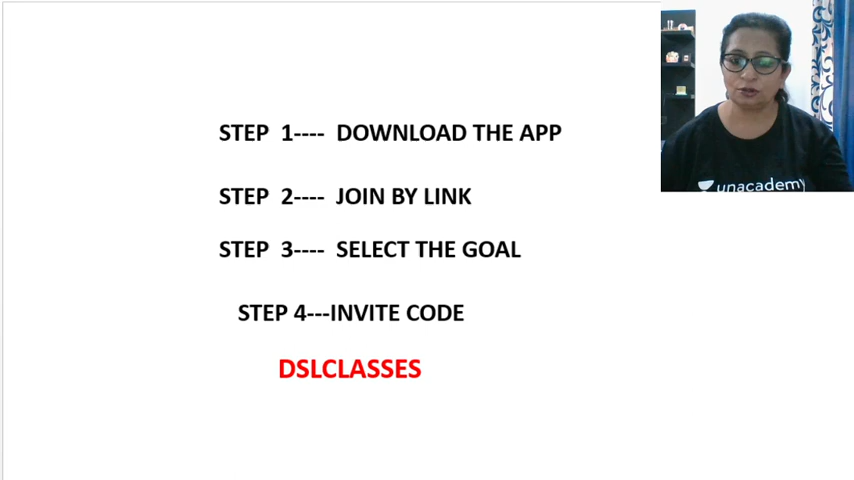 STEP 1---- DOWNLOAD THE APP
STEP 2---- JOIN BY LINK
STEP 3---- SELECT THE GOAL
STEP 4---INVITE CODE
DSLCLASSES
unacademy